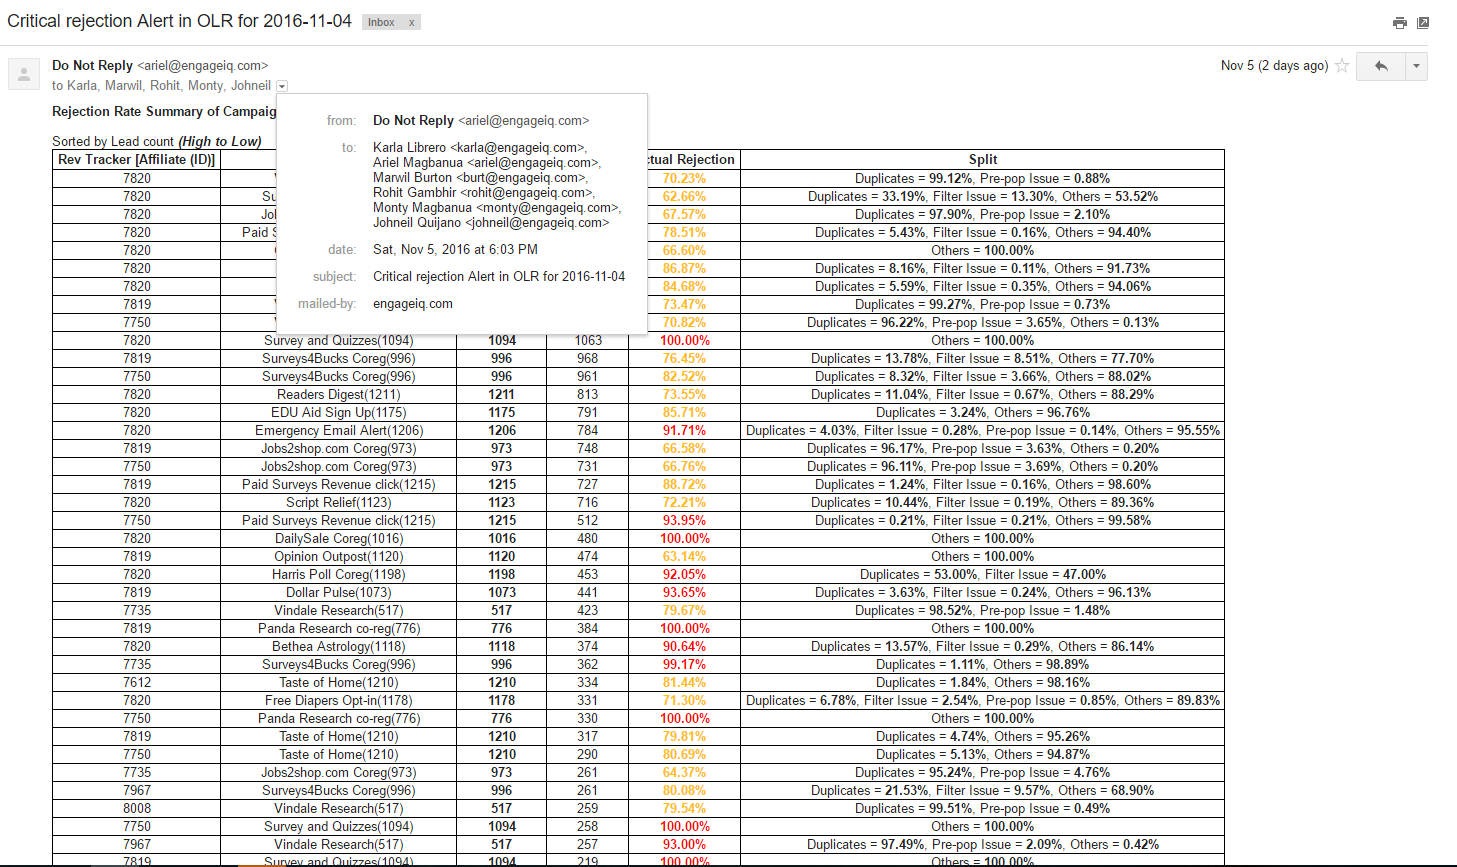 Critical rejection Alert in OLR for 2016-11-04 Inbox x
Do Not Reply <ariel@engageiq.com> Nov 5 (2 days ago)
to Karla, Marwil, Rohit, Monty, Johneil
Rejection Rate Summary of Campaig
from: Do Not Reply <ariel@engageiq.com>
to: Karla Librero <karla@engageiq.com>,
Ariel Magbanua <ariel@engageiq.com>,
Marwil Burton <burt@engageiq.com>,
Rohit Gambhir <rohit@engageiq.com>,
Monty Magbanua <monty@engageiq.com>,
Johneil Quijano <johneil@engageiq.com>
date: Sat, Nov 5, 2016 at 6:03 PM
subject: Critical rejection Alert in OLR for 2016-11-04
mailed-by: engageiq.com
Sorted by Lead count (High to Low)
Rev Tracker [Affiliate (ID)] tual Rejection Split
7820 70.23% Duplicates = 99.12%, Pre-pop Issue = 0.88%
7820 Su 62.66% Duplicates = 33.19%, Filter Issue = 13.30%, Others = 53.52%
7820 Jol 67.57% Duplicates = 97.90%, Pre-pop Issue = 2.10%
7820 Paid S 78.51% Duplicates = 5.43%, Filter Issue = 0.16%, Others = 94.40%
7820 66.60% Others = 100.00%
7820 86.87% Duplicates = 8.16%, Filter Issue = 0.11%, Others = 91.73%
7820 84.68% Duplicates = 5.59%, Filter Issue = 0.35%, Others = 94.06%
7819 73.47% Duplicates = 99.27%, Pre-pop Issue = 0.73%
7750 70.82% Duplicates = 96.22%, Pre-pop Issue = 3.65%, Others = 0.13%
7820 Survey and Quizzes(1094) 1094 1063 100.00% Others = 100.00%
7819 Surveys4Bucks Coreg(996) 996 968 76.45% Duplicates = 13.78%, Filter Issue = 8.51%, Others = 77.70%
7750 Surveys4Bucks Coreg(996) 996 961 82.52% Duplicates = 8.32%, Filter Issue = 3.66%, Others = 88.02%
7820 Readers Digest(1211) 1211 813 73.55% Duplicates = 11.04%, Filter Issue = 0.67%, Others = 88.29%
7820 EDU Aid Sign Up(1175) 1175 791 85.71% Duplicates = 3.24%, Others = 96.76%
7820 Emergency Email Alert(1206) 1206 784 91.71% Duplicates = 4.03%, Filter Issue = 0.28%, Pre-pop Issue = 0.14%, Others = 95.55%
7819 Jobs2shop.com Coreg(973) 973 748 66.58% Duplicates = 96.17%, Pre-pop Issue = 3.63%, Others = 0.20%
7750 Jobs2shop.com Coreg(973) 973 731 66.76% Duplicates = 96.11%, Pre-pop Issue = 3.69%, Others = 0.20%
7819 Paid Surveys Revenue click(1215) 1215 727 88.72% Duplicates = 1.24%, Filter Issue = 0.16%, Others = 98.60%
7820 Script Relief(1123) 1123 716 72.21% Duplicates = 10.44%, Filter Issue = 0.19%, Others = 89.36%
7750 Paid Surveys Revenue click(1215) 1215 512 93.95% Duplicates = 0.21%, Filter Issue = 0.21%, Others = 99.58%
7820 DailySale Coreg(1016) 1016 480 100.00% Others = 100.00%
7819 Opinion Outpost(1120) 1120 474 63.14% Others = 100.00%
7820 Harris Poll Coreg(1198) 1198 453 92.05% Duplicates = 53.00%, Filter Issue = 47.00%
7819 Dollar Pulse(1073) 1073 441 93.65% Duplicates = 3.63%, Filter Issue = 0.24%, Others = 96.13%
7735 Vindale Research(517) 517 423 79.67% Duplicates = 98.52%, Pre-pop Issue = 1.48%
7819 Panda Research co-reg(776) 776 384 100.00% Others = 100.00%
7820 Bethea Astrology(1118) 1118 374 90.64% Duplicates = 13.57%, Filter Issue = 0.29%, Others = 86.14%
7735 Surveys4Bucks Coreg(996) 996 362 99.17% Duplicates = 1.11%, Others = 98.89%
7612 Taste of Home(1210) 1210 334 81.44% Duplicates = 1.84%, Others = 98.16%
7820 Free Diapers Opt-in(1178) 1178 331 71.30% Duplicates = 6.78%, Filter Issue = 2.54%, Pre-pop Issue = 0.85%, Others = 89.83%
7750 Panda Research co-reg(776) 776 330 100.00% Others = 100.00%
7819 Taste of Home(1210) 1210 317 79.81% Duplicates = 4.74%, Others = 95.26%
7750 Taste of Home(1210) 1210 290 80.69% Duplicates = 5.13%, Others = 94.87%
7735 Jobs2shop.com Coreg(973) 973 261 64.37% Duplicates = 95.24%, Pre-pop Issue = 4.76%
7967 Surveys4Bucks Coreg(996) 996 261 80.08% Duplicates = 21.53%, Filter Issue = 9.57%, Others = 68.90%
8008 Vindale Research(517) 517 259 79.54% Duplicates = 99.51%, Pre-pop Issue = 0.49%
7750 Survey and Quizzes(1094) 1094 258 100.00% Others = 100.00%
7967 Vindale Research(517) 517 257 93.00% Duplicates = 97.49%, Pre-pop Issue = 2.09%, Others = 0.42%
7819 Survey and Quizzes(1094) 1094 219 100.00% Others = 100.00%